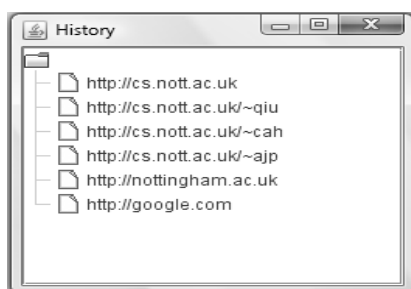 History
http://cs.nott.ac.uk
http://cs.nott.ac.uk/~qiu
http://cs.nott.ac.uk/~cah
http://cs.nott.ac.uk/~ajp
http://nottingham.ac.uk
http://google.com